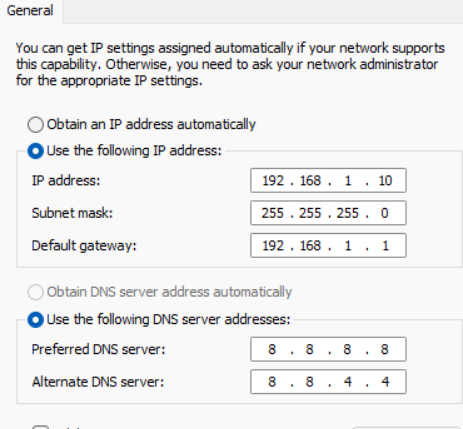 General
You can get IP settings assigned automatically if your network supports
this capability. Otherwise, you need to ask your network administrator
for the appropriate IP settings.
Obtain an IP address automatically
Use the following IP address:
IP address: 192 . 168 . 1 . 10
Subnet mask: 255 . 255 . 255 . 0
Default gateway: 192 . 168 . 1 . 1
Obtain DNS server address automatically
Use the following DNS server addresses:
Preferred DNS server: 8 . 8 . 8 . 8
Alternate DNS server: 8 . 8 . 4 . 4